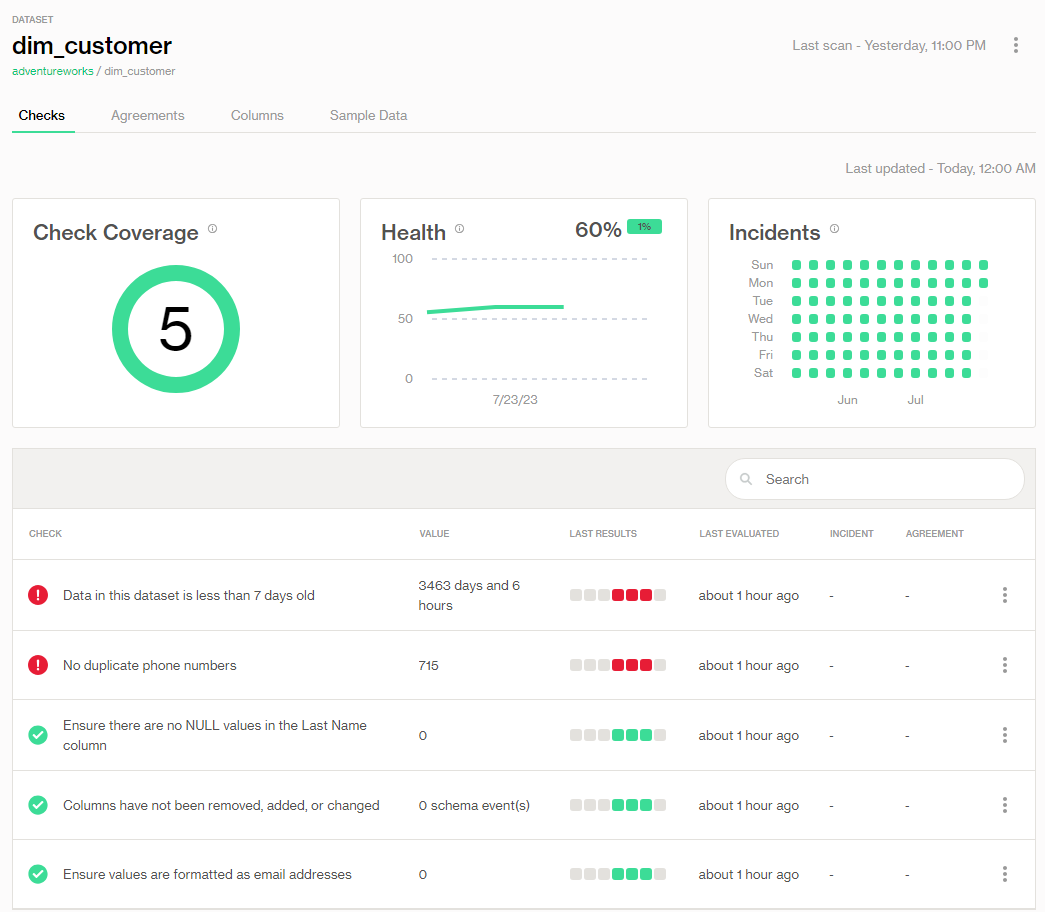 DATASET
dim_customer
Last scan - Yesterday, 11:00 PM
adventureworks / dim_customer
Checks Agreements Columns Sample Data
Last updated - Today, 12:00 AM
Check Coverage
5
Health
60% 1%
100
50
0
7/23/23
Incidents
Sun
Mon
Tue
Wed
Thu
Fri
Sat
Jun Jul
Search
CHECK VALUE LAST RESULTS LAST EVALUATED INCIDENT AGREEMENT
Data in this dataset is less than 7 days old 3463 days and 6 about 1 hour ago - -
hours
No duplicate phone numbers 715 about 1 hour ago - -
Ensure there are no NULL values in the Last Name 0 about 1 hour ago - -
column
Columns have not been removed, added, or changed 0 schema event(s) about 1 hour ago - -
Ensure values are formatted as email addresses 0 about 1 hour ago - -